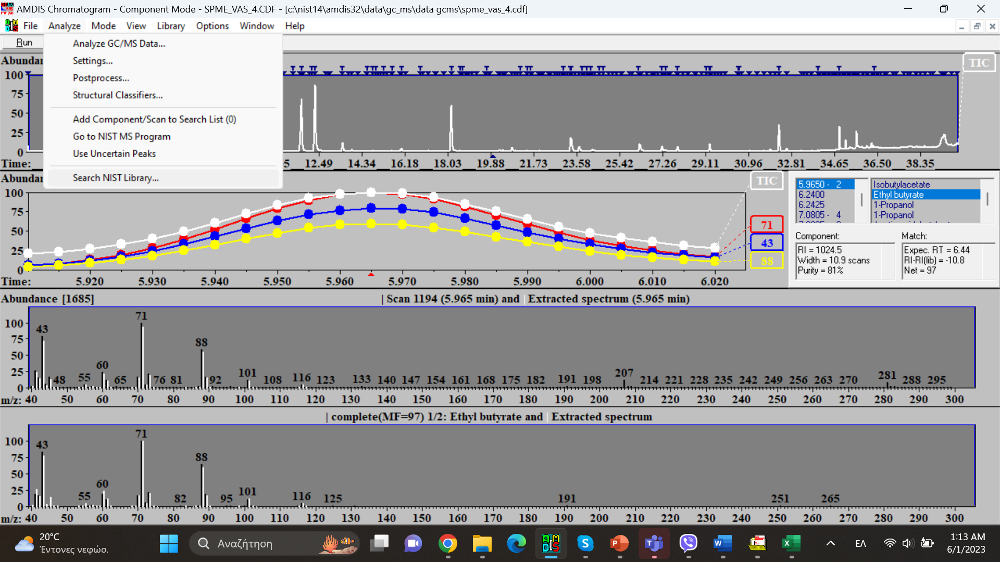 AMDIS Chromatogram - Component Mode - SPME_VAS_4.CDF - [c:\nist14\amdis32\data\gc_ms\data gcms\spme_vas_4.cdf]
File Analyze Mode View Library Options Window Help
Run
Analyze GC/MS Data...
Settings...
Postprocess...
Structural Classifiers...
Add Component/Scan to Search List (0)
Go to NIST MS Program
Use Uncertain Peaks
Search NIST Library...
Abundan
TIC
100
75
50
25
0
Time: 5 12.49 14.34 16.18 18.03 19.88 21.73 23.58 25.42 27.26 29.11 30.96 32.81 34.65 36.50 38.35
Abundan
TIC
100
75
50
25
0
71
43
88
Time: 5.920 5.930 5.940 5.950 5.960 5.970 5.980 5.990 6.000 6.010 6.020
5.9650 - 2
6.2400
6.2425
7.0805 - 4
Isobutylacetate
Ethyl butyrate
1-Propanol
1-Propanol
Component:
RI = 1024.5
Width = 10.9 scans
Purity = 81%
Match:
Expec. RT = 6.44
RI-RI(lib) = -10.8
Net = 97
Abundance [1685] | Scan 1194 (5.965 min) and | Extracted spectrum (5.965 min)
100
75
50
25
0
43 48 55 60 65 71 76 81 88 92 101 108 116 123 133 140 147 154 161 168 175 182 191 198 207 214 221 228 235 242 249 256 263 270 281 288 295
m/z: 40 50 60 70 80 90 100 110 120 130 140 150 160 170 180 190 200 210 220 230 240 250 260 270 280 290 300
| complete(MF=97) 1/2: Ethyl butyrate and | Extracted spectrum
100
75
50
25
0
43 55 60 71 82 88 95 101 116 125 191 251 265
m/z: 40 50 60 70 80 90 100 110 120 130 140 150 160 170 180 190 200 210 220 230 240 250 260 270 280 290 300
20°C
Έντονες νεφώσ.
Αναζήτηση
ΕΛ
1:13 AM
6/1/2023